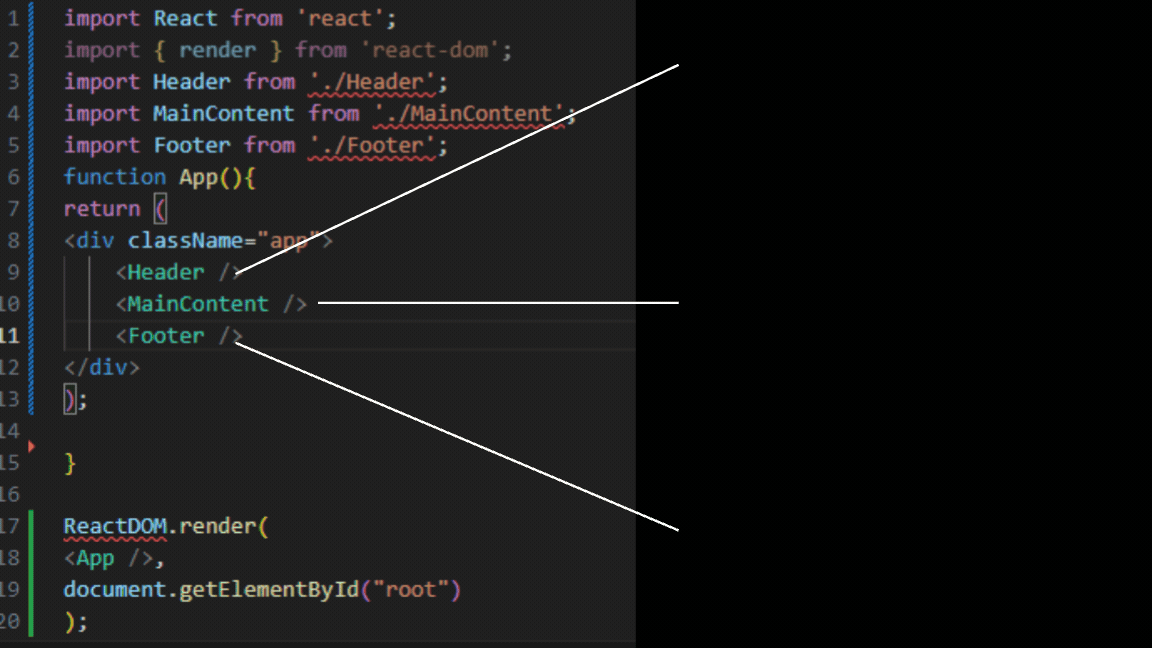 1 import React from 'react';
2 import { render } from 'react-dom';
3 import Header from './Header';
4 import MainContent from './MainContent';
5 import Footer from './Footer';
6 function App(){
7 return (
8 <div className="app">
9 <Header />
10 <MainContent />
11 <Footer />
12 </div>
13 );
14
15 }
16
17 ReactDOM.render(
18 <App />,
19 document.getElementById("root")
20 );